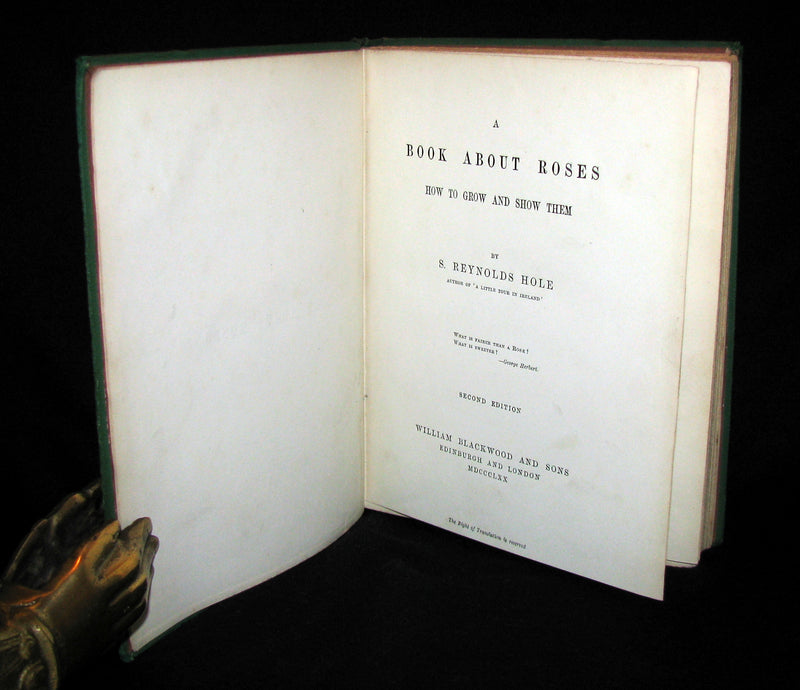 A
BOOK ABOUT ROSES
HOW TO GROW AND SHOW THEM
BY
S. REYNOLDS HOLE
AUTHOR OF 'A LITTLE TOUR IN IRELAND'
WHAT IS FAIRER THAN A ROSE?
WHAT IS SWEETER?
—George Herbert.
SECOND EDITION
WILLIAM BLACKWOOD AND SONS
EDINBURGH AND LONDON
MDCCCLXX
The Right of Translation is reserved